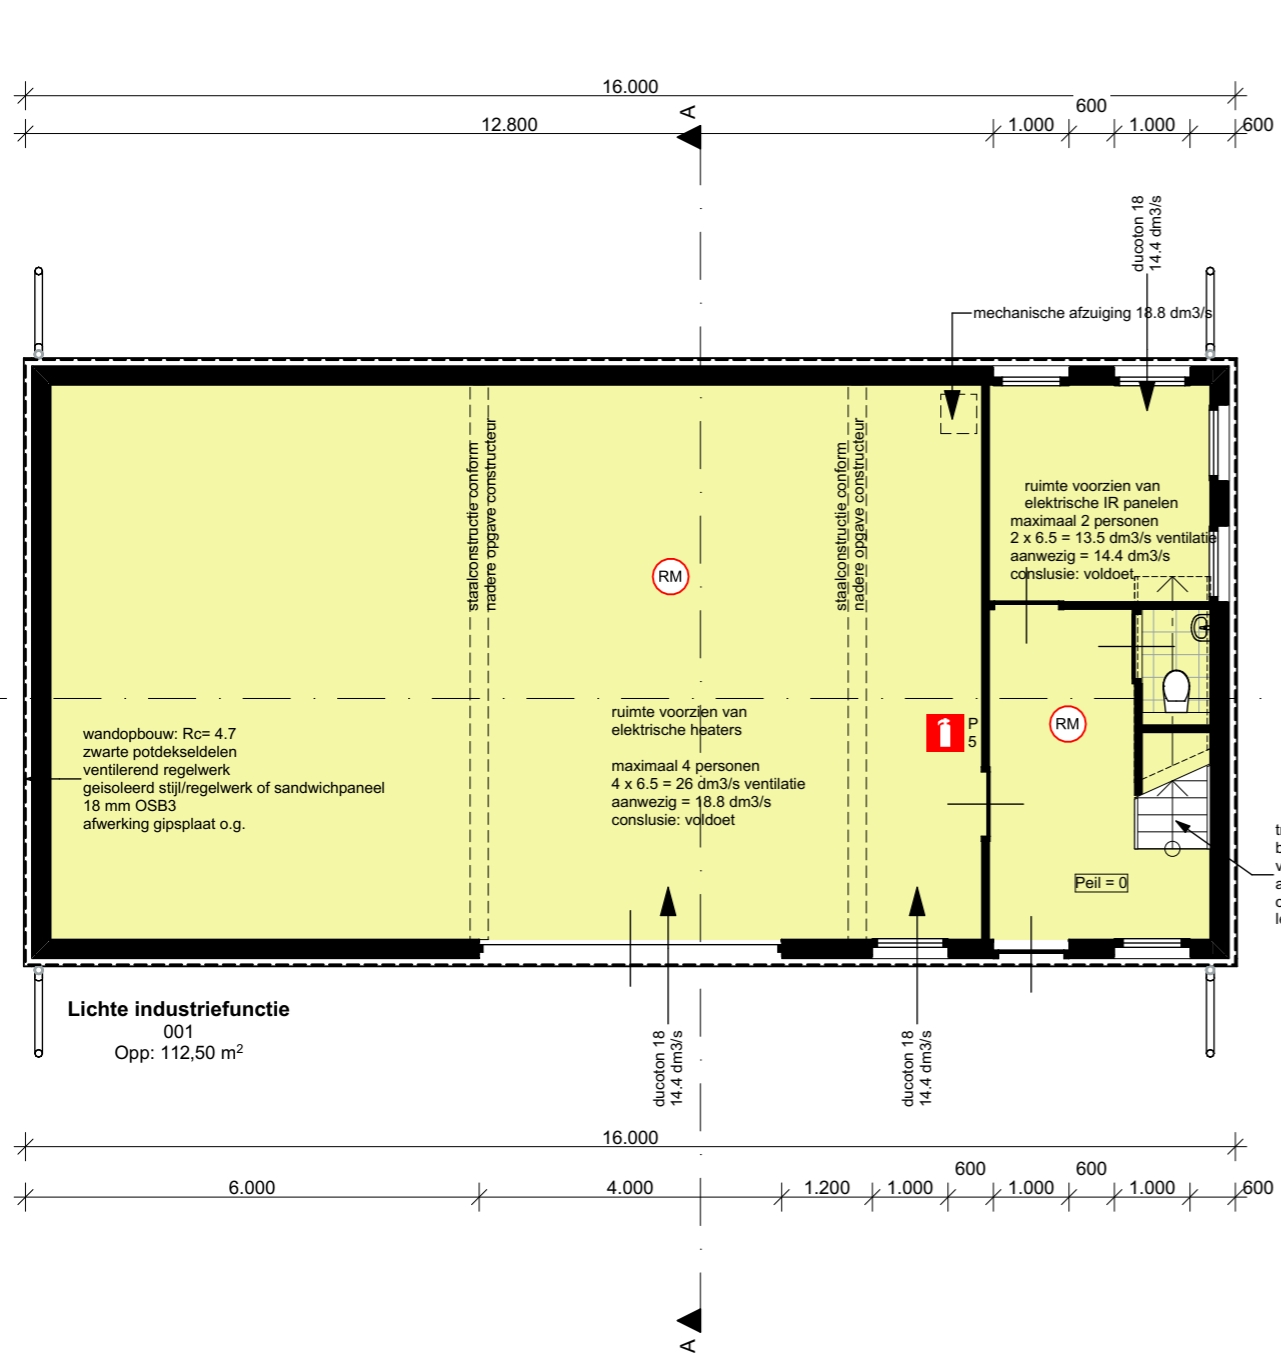 16.000
600
12.800
A
1.000
1.000
600
ducoton 18
14.4 dm3/s
mechanische afzuiging 18.8 dm3/s
staalconstructie conform
nadere opgave constructeur
staalconstructie conform
nadere opgave constructeur
ruimte voorzien van
elektrische IR panelen
maximaal 2 personen
2 x 6.5 = 13.5 dm3/s ventilatie
aanwezig = 14.4 dm3/s
conslusie: voldoet
RM
wandopbouw: Rc= 4.7
zwarte potdekseldelen
ventilerend regelwerk
geisoleerd stijl/regelwerk of sandwichpaneel
18 mm OSB3
afwerking gipsplaat o.g.
ruimte voorzien van
elektrische heaters
maximaal 4 personen
4 x 6.5 = 26 dm3/s ventilatie
aanwezig = 18.8 dm3/s
conslusie: voldoet
P
5
RM
Peil = 0
Lichte industriefunctie
001
Opp: 112,50 m²
ducoton 18
14.4 dm3/s
ducoton 18
14.4 dm3/s
16.000
600
600
6.000
4.000
1.200
1.000
1.000
1.000
600
A